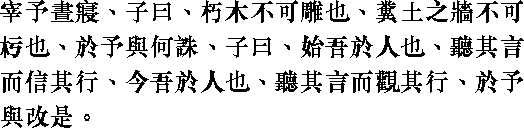 宰予晝寢、子曰、朽木不可雕也、糞土之牆不可
杇也、於予與何誅、子曰、始吾於人也、聽其言
而信其行、今吾於人也、聽其言而觀其行、於予
與改是。